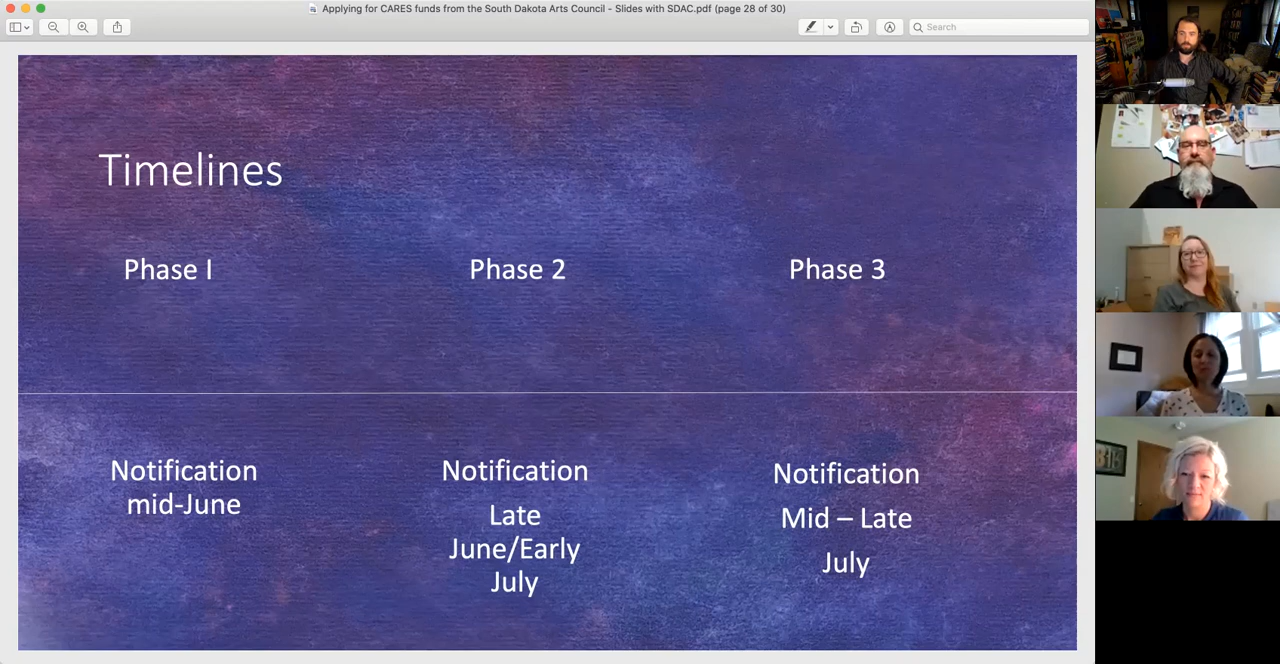 Applying for CARES funds from the South Dakota Arts Council - Slides with SDAC.pdf (page 28 of 30)
Search
Timelines
Phase I
Phase 2
Phase 3
Notification
mid-June
Notification
Late
June/Early
July
Notification
Mid – Late
July